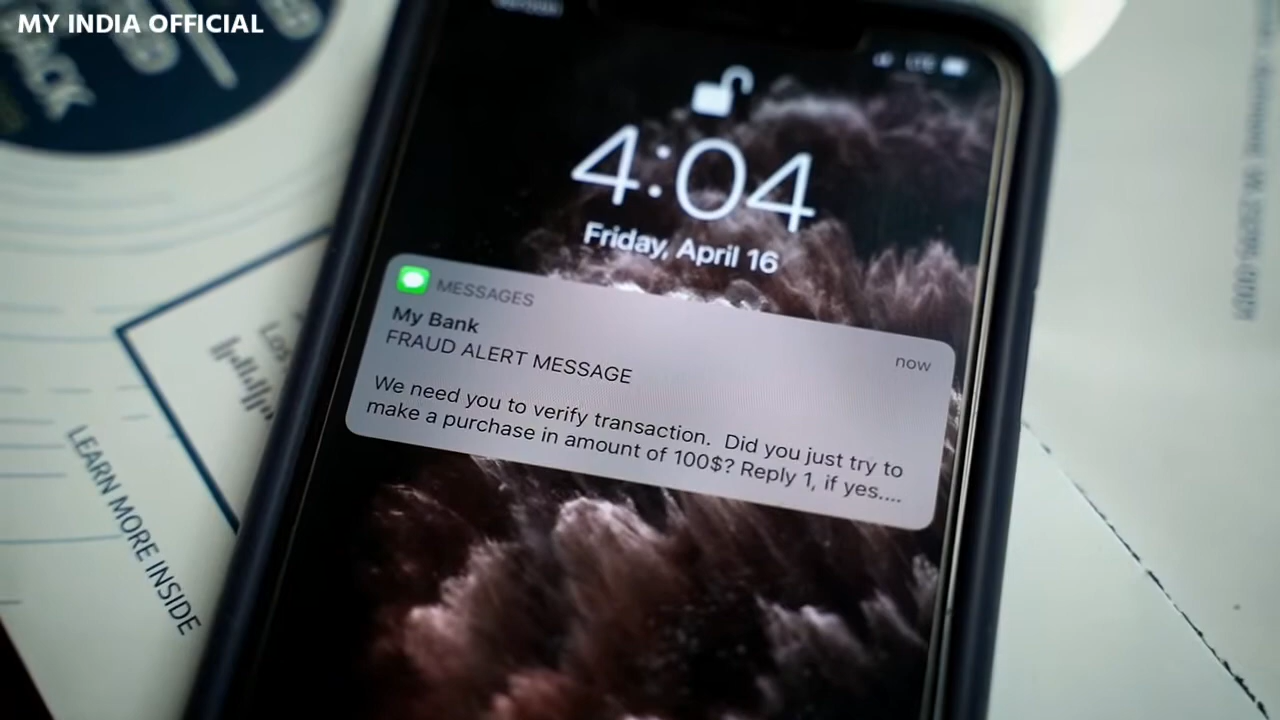 MY INDIA OFFICIAL
PACK
LTE
4:04
Friday, April 16
MESSAGES
now
My Bank
FRAUD ALERT MESSAGE
We need you to verify transaction. Did you just try to
make a purchase in amount of 100$? Reply 1, if yes....
LEARN MORE INSIDE